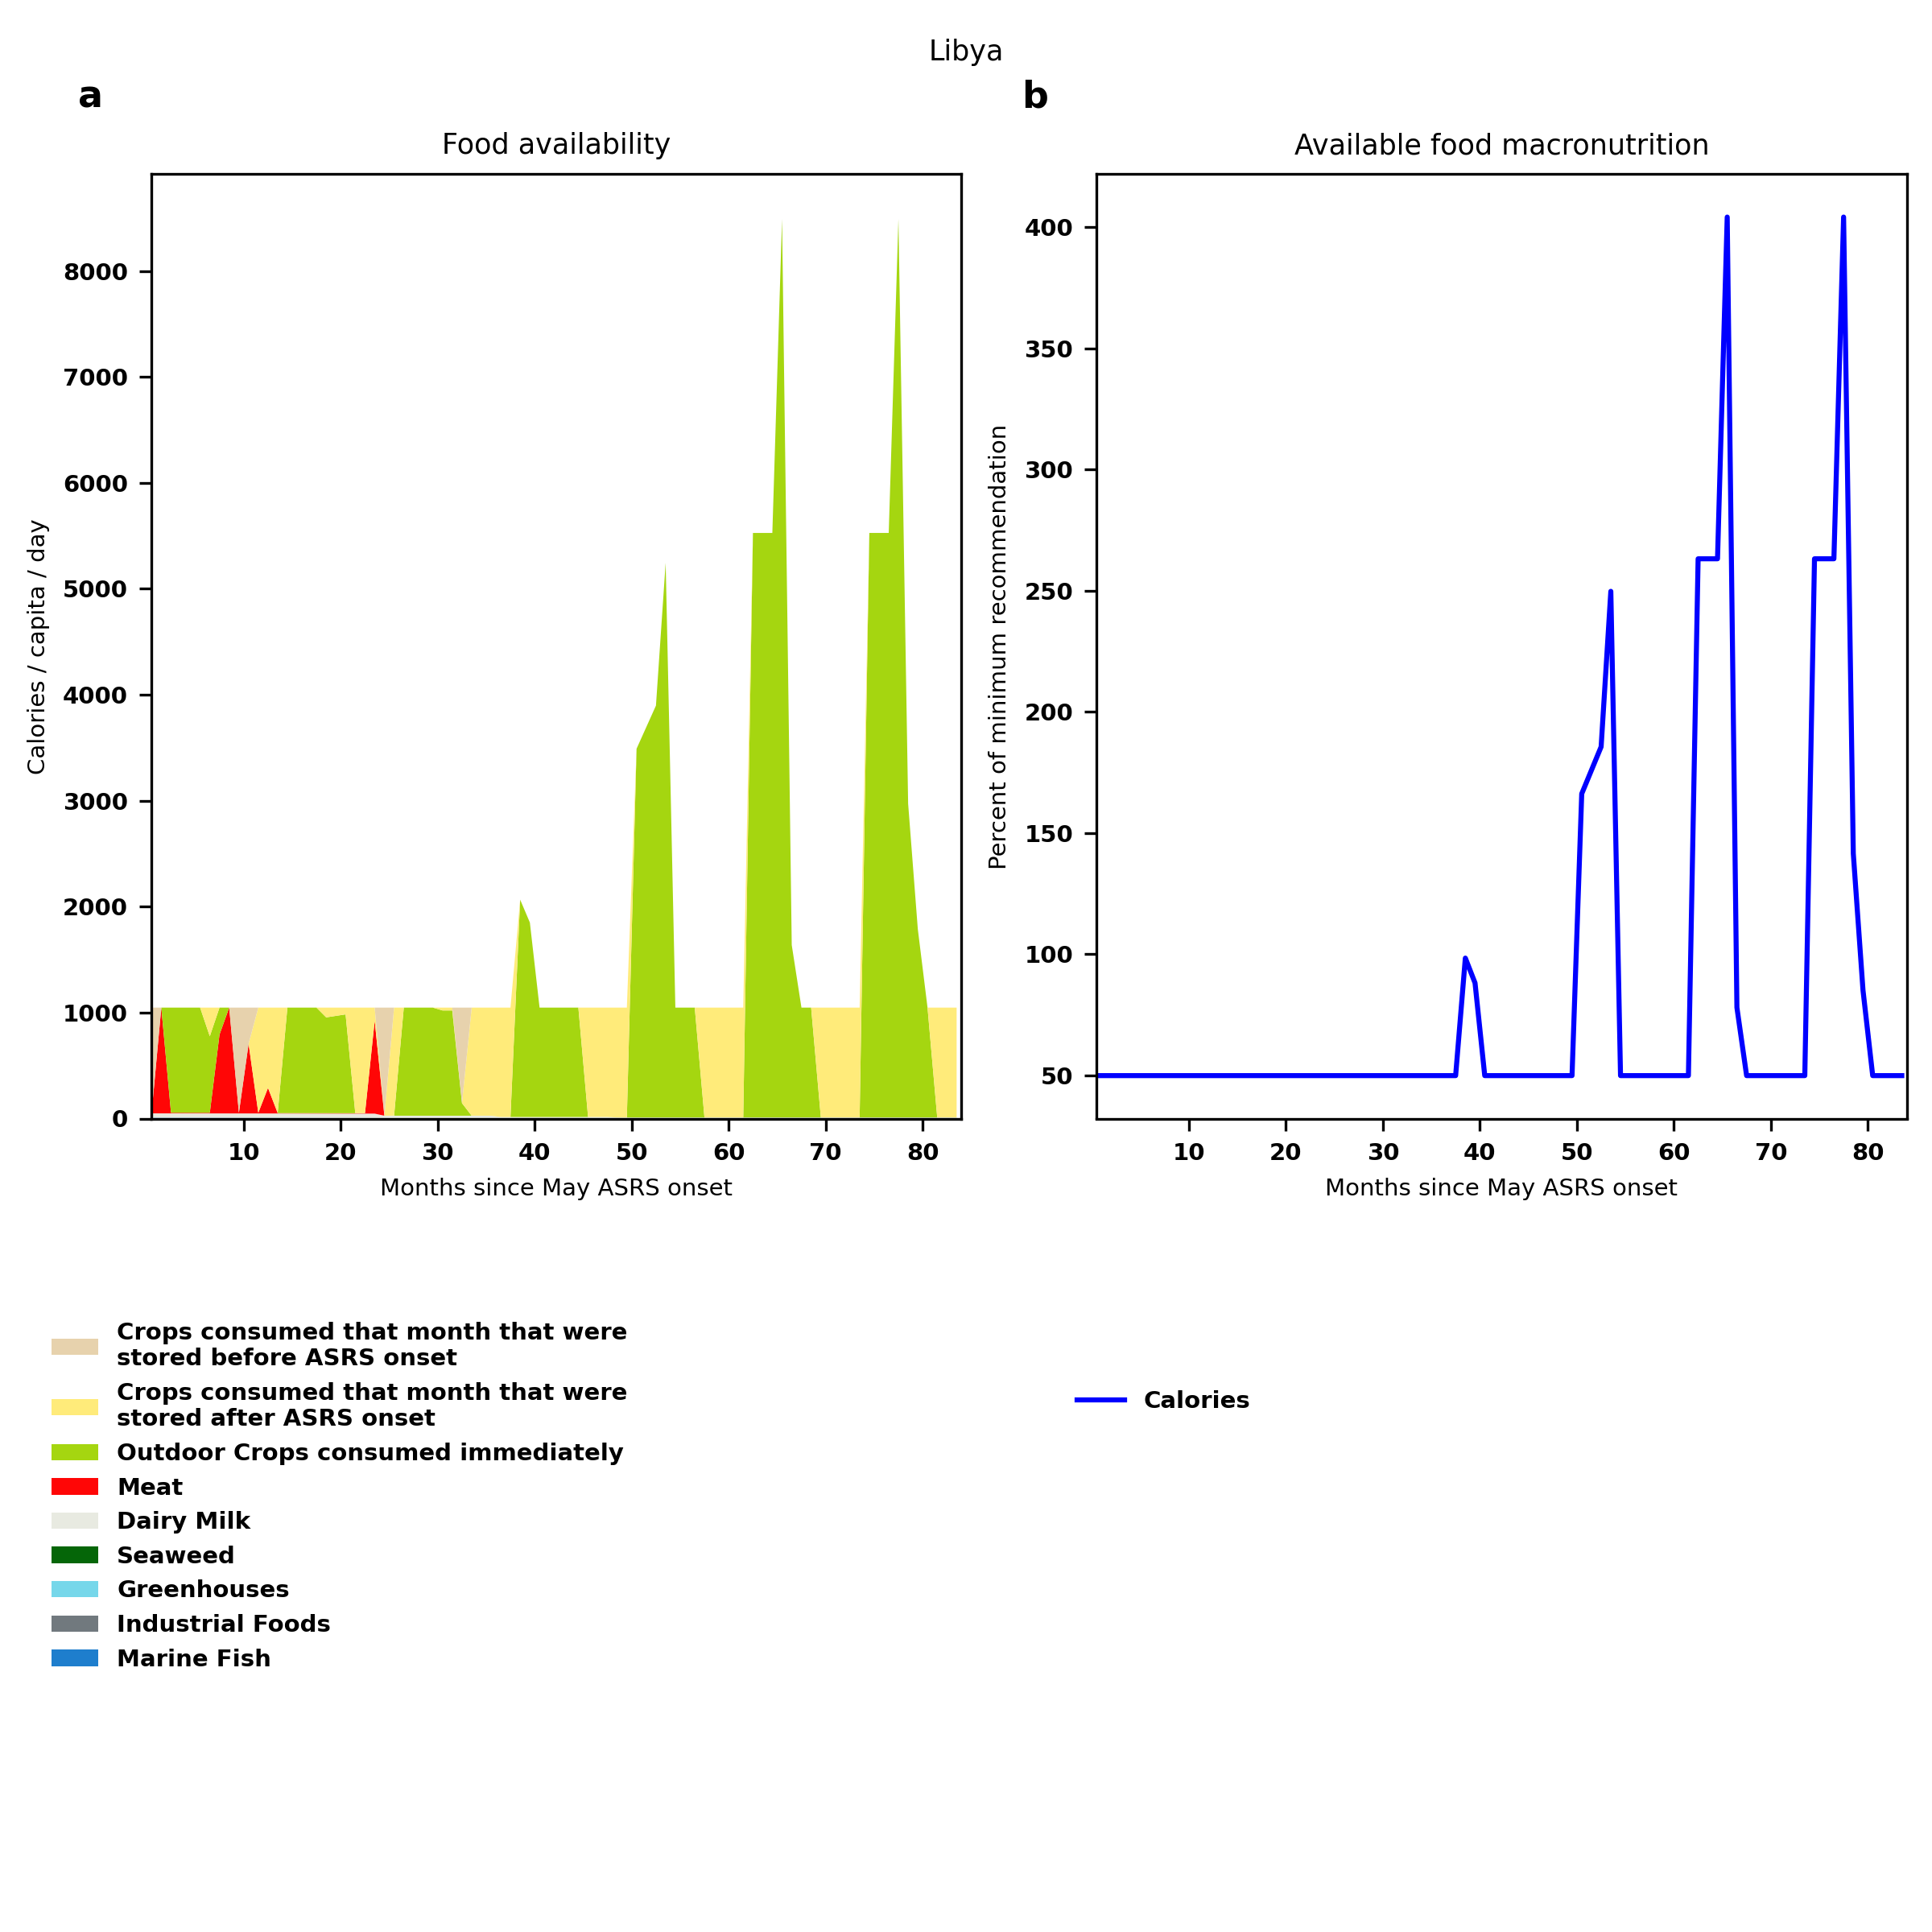 Libya
a
b
Food availability
Available food macronutrition
8000
7000
6000
5000
4000
3000
2000
1000
0
Calories / capita / day
10 20 30 40 50 60 70 80
Months since May ASRS onset
400
350
300
250
200
150
100
50
Percent of minimum recommendation
10 20 30 40 50 60 70 80
Months since May ASRS onset
Crops consumed that month that were
stored before ASRS onset
Crops consumed that month that were
stored after ASRS onset
Outdoor Crops consumed immediately
Meat
Dairy Milk
Seaweed
Greenhouses
Industrial Foods
Marine Fish
Calories